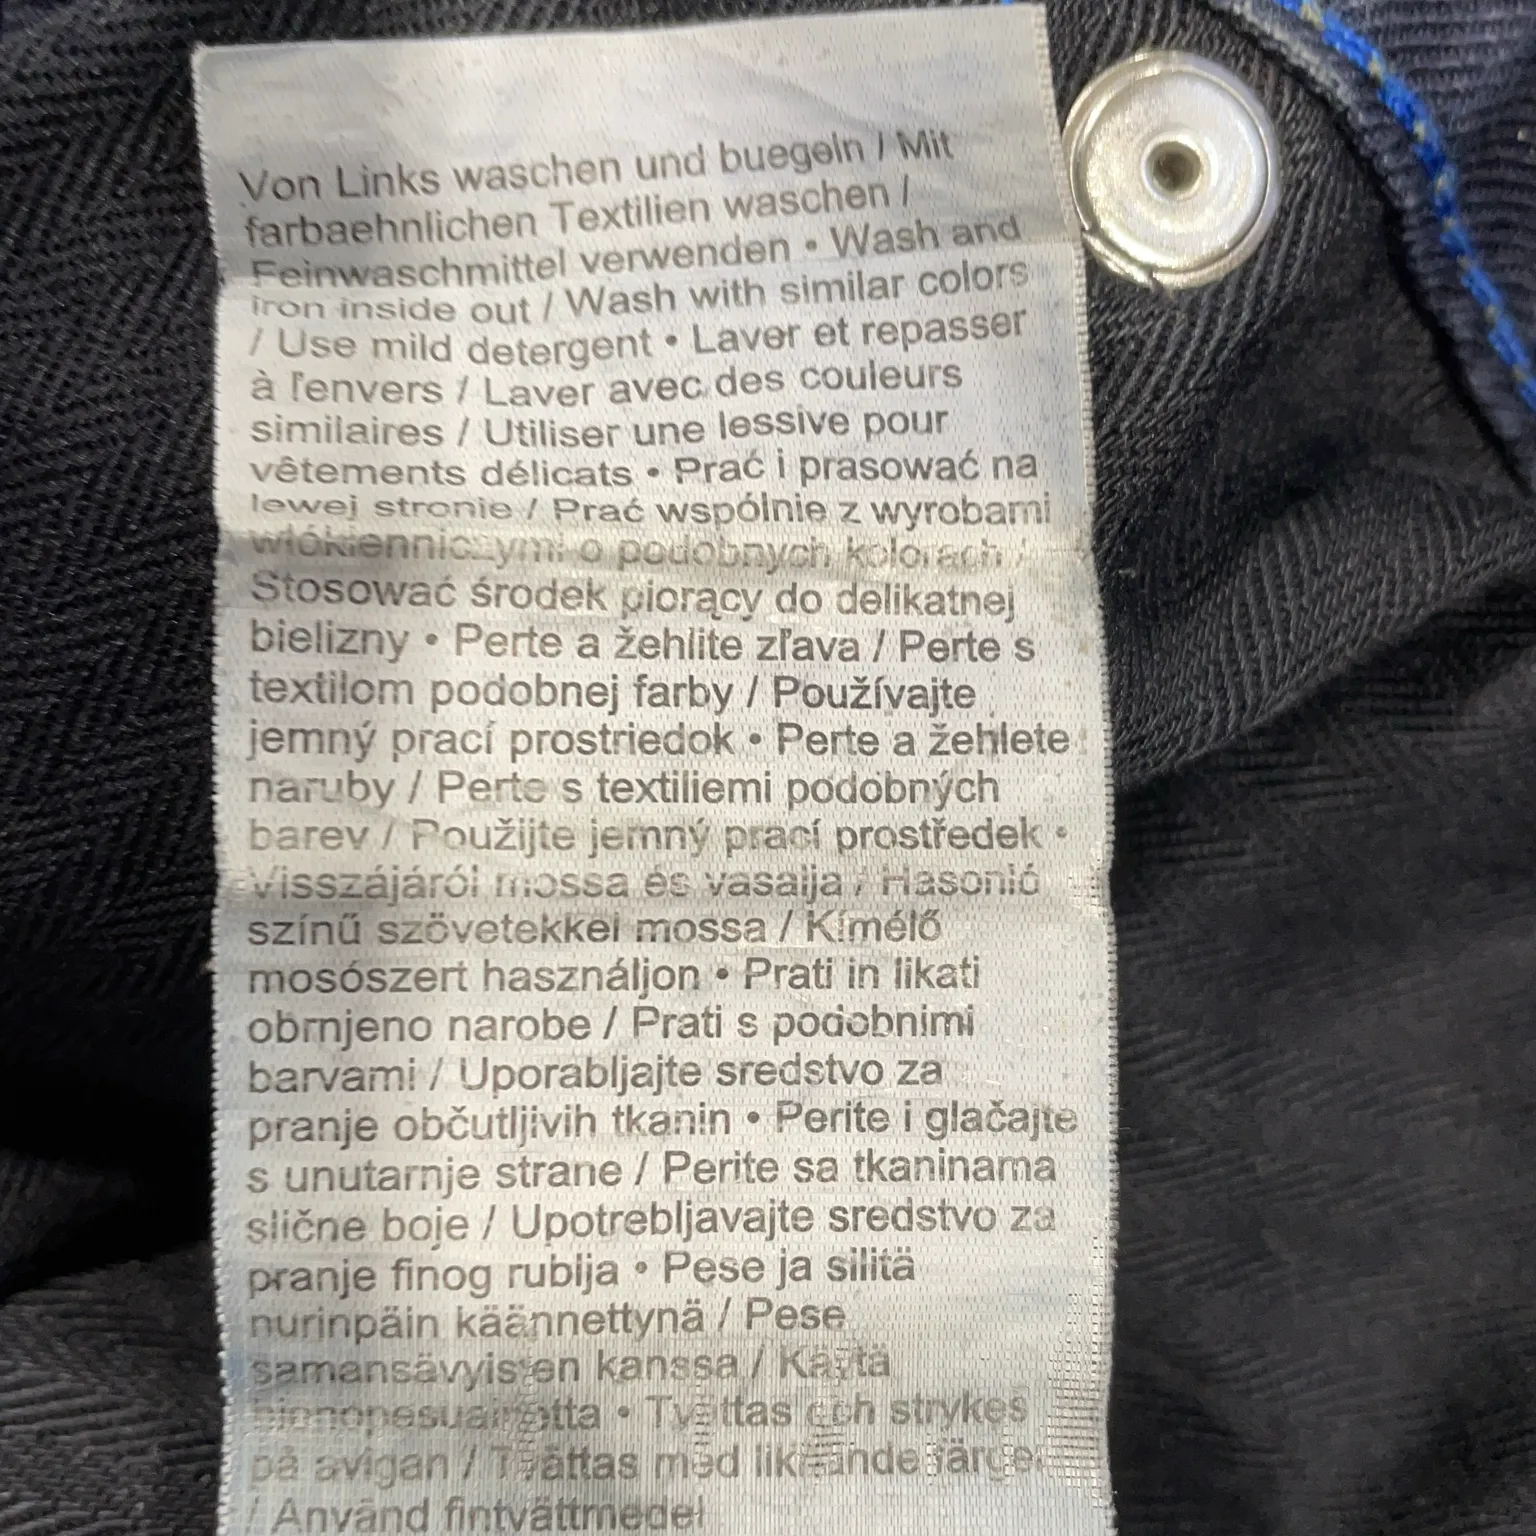 Von Links waschen und buegeln / Mit
farbaehnlichen Textilien waschen /
Feinwaschmittel verwenden • Wash and
iron inside out / Wash with similar colors
/ Use mild detergent • Laver et repasser
à l'envers / Laver avec des couleurs
similaires / Utiliser une lessive pour
vêtements délicats • Prać i prasować na
lewej stronie / Prać wspólnie z wyrobami
włókienniczymi o podobnych kolorach /
Stosować środek piorący do delikatnej
bielizny • Perte a žehlite zľava / Perte s
textilom podobnej farby / Používajte
jemný prací prostriedok • Perte a žehlete
naruby / Perte s textiliemi podobných
barev / Použijte jemný prací prostředek •
Visszájáról mossa és vasalja / Hasonló
színű szövetekkel mossa / Kímélő
mosószert használjon • Prati in likati
obrnjeno narobe / Prati s podobnimi
barvami / Uporabljajte sredstvo za
pranje občutljivih tkanin • Perite i glačajte
s unutarnje strane / Perite sa tkaninama
slične boje / Upotrebljavajte sredstvo za
pranje finog rublja • Pese ja silitä
nurinpäin käännettynä / Pese
samansävyisten kanssa / Käytä
hienopesuainetta • Tvättas och strykes
på avigan / Tvättas med liknande färger
/ Använd fintvättmedel